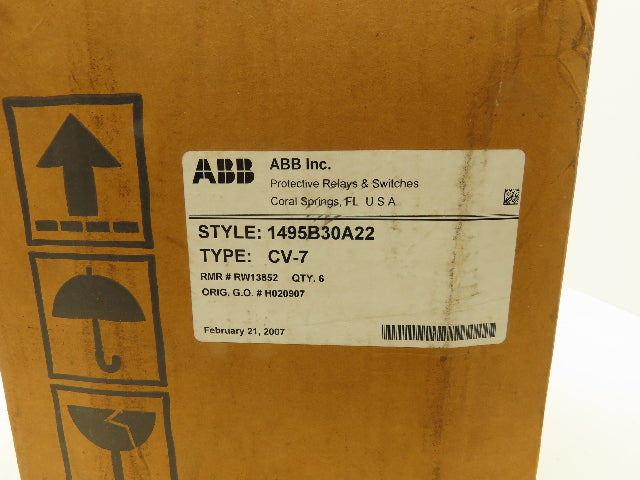 ABB
ABB Inc.
Protective Relays & Switches
Coral Springs, FL U S A
STYLE: 1495B30A22
TYPE: CV-7
RMR # RW13852 QTY. 6
ORIG. G.O. # H020907
February 21, 2007